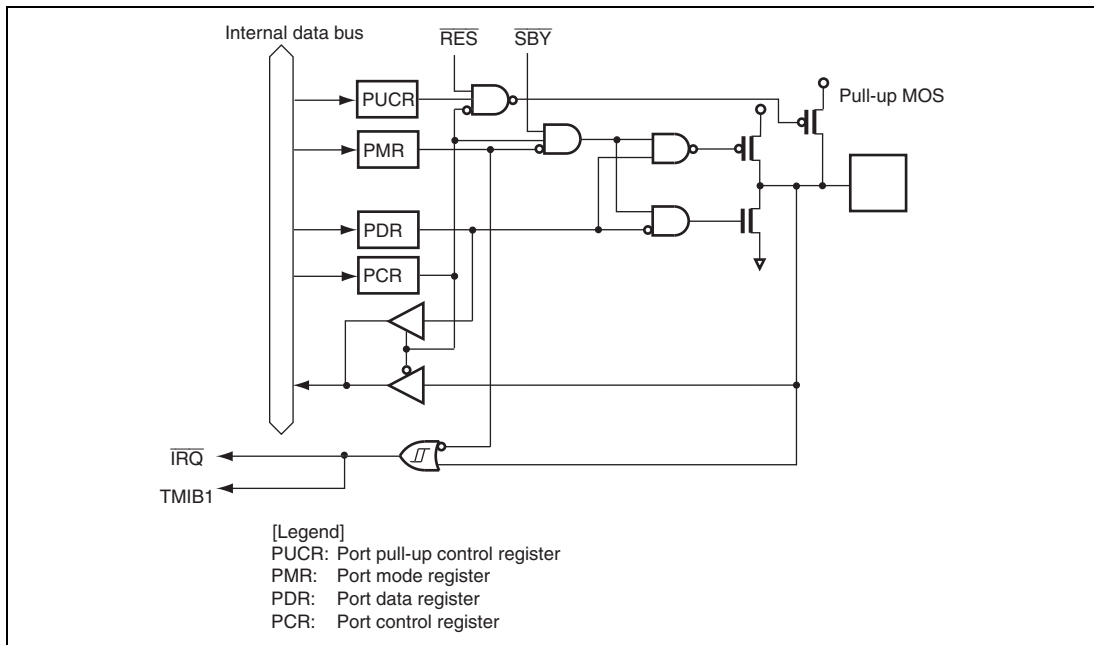 Internal data bus
RES
SBY
PUCR
Pull-up MOS
PMR
PDR
PCR
IRQ
TMIB1
[Legend]
PUCR: Port pull-up control register
PMR: Port mode register
PDR: Port data register
PCR: Port control register